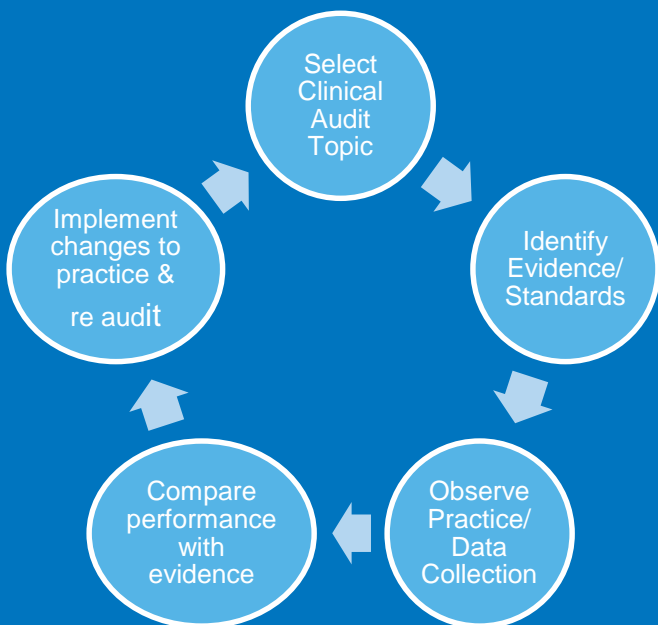 Select
Clinical
Audit
Topic
Identify
Evidence/
Standards
Observe
Practice/
Data
Collection
Compare
performance
with
evidence
Implement
changes to
practice &
re audit